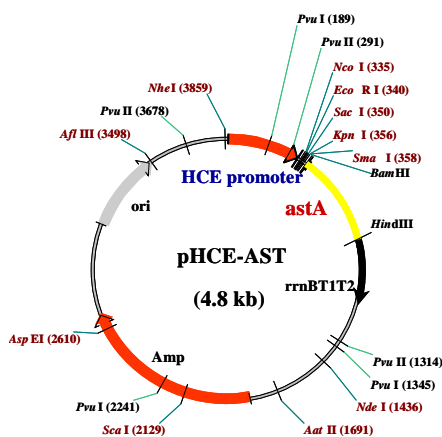 Pvu I (189)
Pvu II (291)
Nco I (335)
Eco R I (340)
Sac I (350)
Kpn I (356)
Sma I (358)
BamHI
NheI (3859)
Pvu II (3678)
Afl III (3498)
HCE promoter
astA
ori
HindIII
pHCE-AST
(4.8 kb)
rrnBT1T2
Asp EI (2610)
Amp
Pvu II (1314)
Pvu I (1345)
Nde I (1436)
Pvu I (2241)
Sca I (2129)
Aat II (1691)